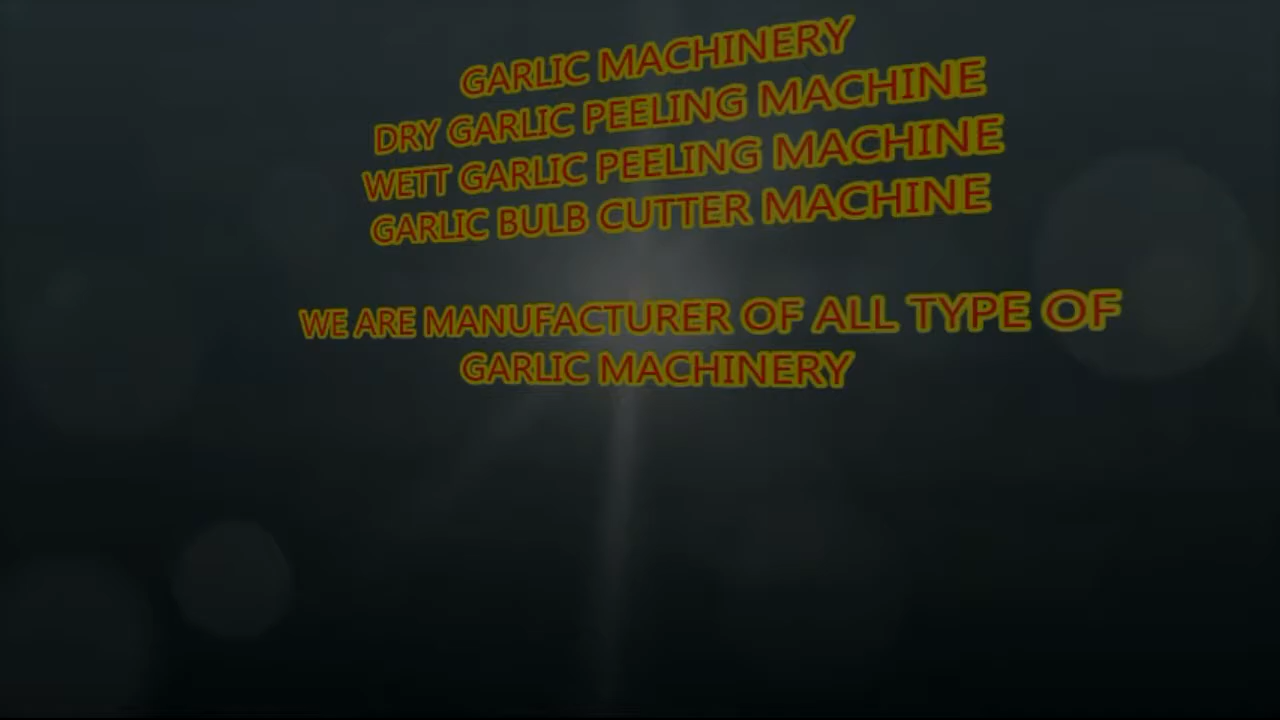 GARLIC MACHINERY
DRY GARLIC PEELING MACHINE
WETT GARLIC PEELING MACHINE
GARLIC BULB CUTTER MACHINE
WE ARE MANUFACTURER OF ALL TYPE OF
GARLIC MACHINERY